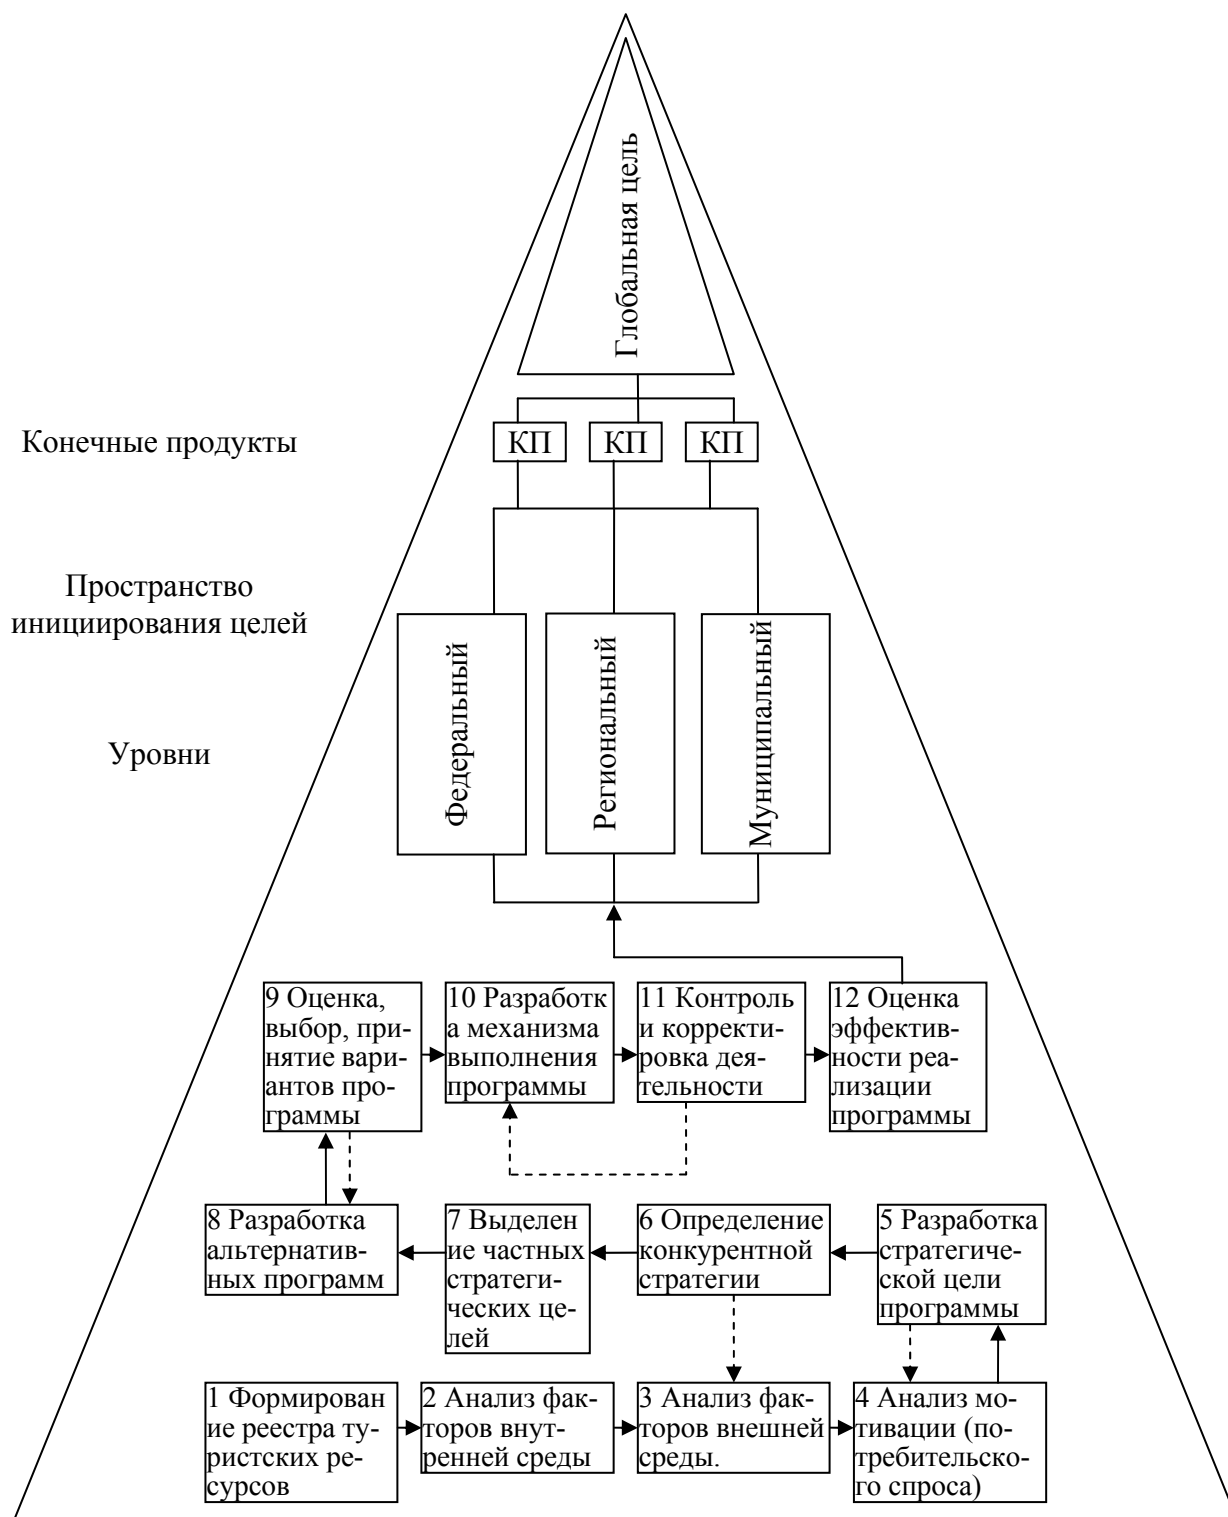 Глобальная цель
Конечные продукты
КП
КП
КП
Пространство
инициирования целей
Уровни
Федеральный
Региональный
Муниципальный
9 Оценка,
выбор, при-
нятие вари-
антов про-
граммы
10 Разработк
а механизма
выполнения
программы
11 Контроль
и корректи-
ровка дея-
тельности
12 Оценка
эффектив-
ности реа-
лизации
программы
8 Разработка
альтернатив-
ных программ
7 Выделен
ие частных
стратеги-
ческих це-
лей
6 Определение
конкурентной
стратегии
5 Разработка
стратегиче-
ской цели
программы
1 Формирован
ие реестра ту-
ристских ре-
сурсов
2 Анализ фак-
торов внут-
ренней среды
3 Анализ фак-
торов внешней
среды.
4 Анализ мо-
тивации (по-
требительско-
го спроса)